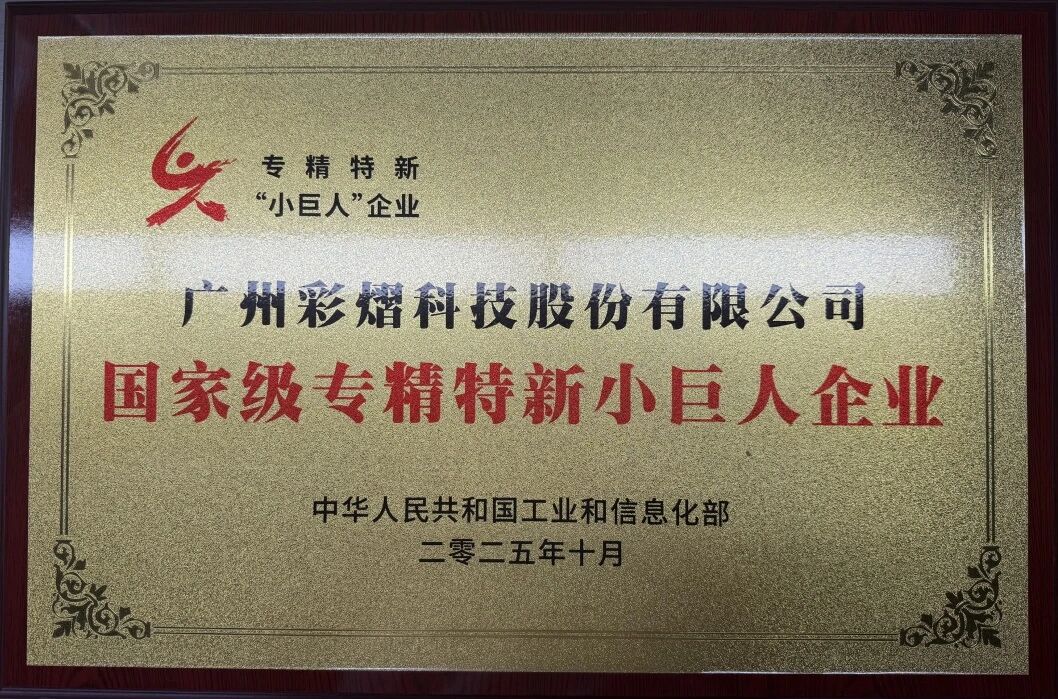 专精特新
“小巨人”企业
广州彩熠科技股份有限公司
国家级专精特新小巨人企业
中华人民共和国工业和信息化部
二零二五年十月